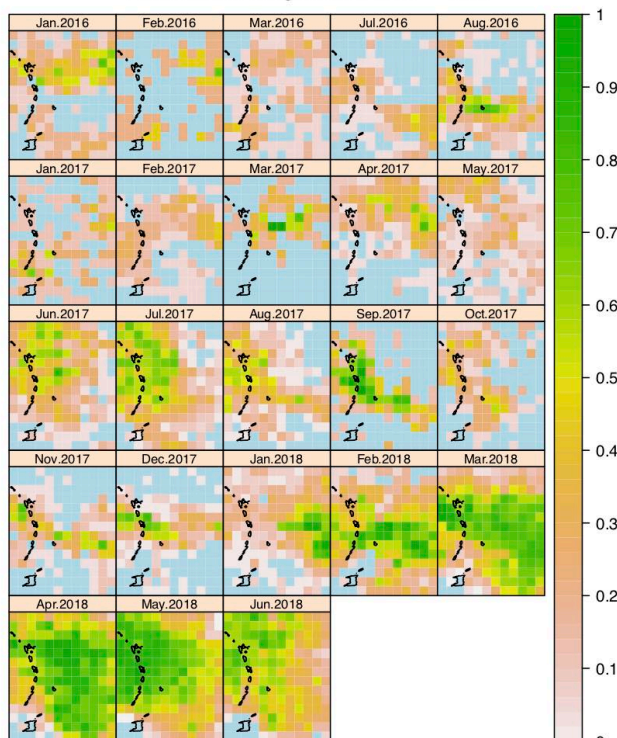 Jan.2016 Feb.2016 Mar.2016 Jul.2016 Aug.2016
Jan.2017 Feb.2017 Mar.2017 Apr.2017 May.2017
Jun.2017 Jul.2017 Aug.2017 Sep.2017 Oct.2017
Nov.2017 Dec.2017 Jan.2018 Feb.2018 Mar.2018
Apr.2018 May.2018 Jun.2018
1
0.9
0.8
0.7
0.6
0.5
0.4
0.3
0.2
0.1